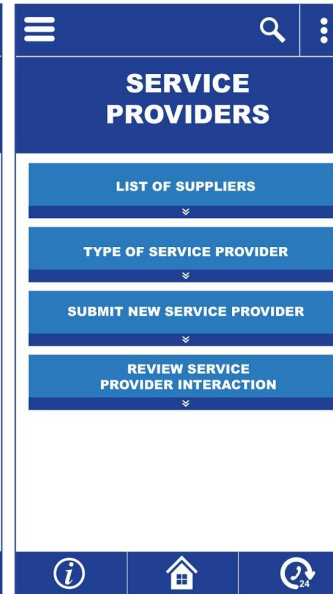 SERVICE
PROVIDERS
LIST OF SUPPLIERS
TYPE OF SERVICE PROVIDER
SUBMIT NEW SERVICE PROVIDER
REVIEW SERVICE
PROVIDER INTERACTION
i
24